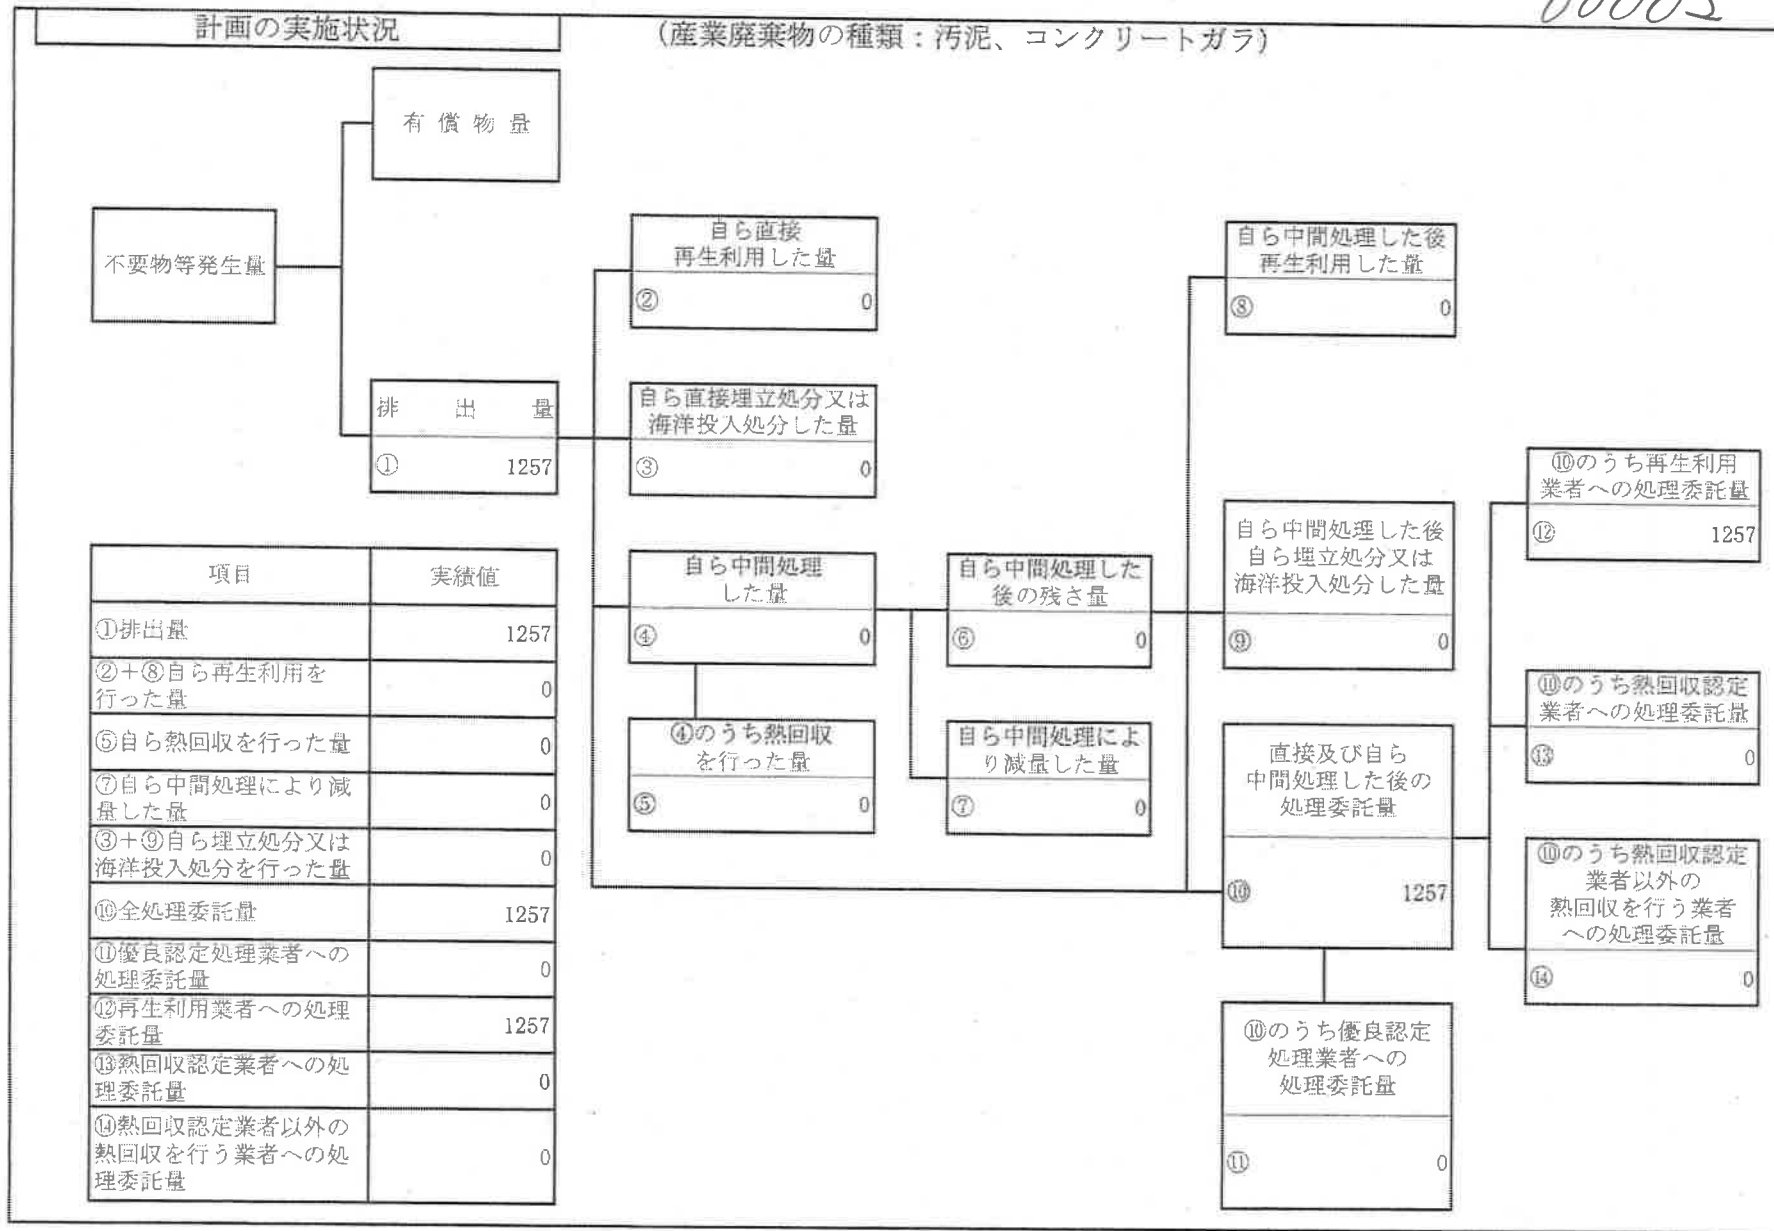 計画の実施状況
(産業廃棄物の種類：汚泥、コンクリートガラ)
有償物量
不要物等発生量
排出量
① 1257
自ら直接
再生利用した量
② 0
自ら直接埋立処分又は
海洋投入処分した量
③ 0
自ら中間処理
した量
④ 0
④のうち熱回収
を行った量
⑤ 0
自ら中間処理した
後の残さ量
⑥ 0
自ら中間処理によ
り減量した量
⑦ 0
自ら中間処理した後
再生利用した量
⑧ 0
自ら中間処理した後
自ら埋立処分又は
海洋投入処分した量
⑨ 0
直接及び自ら
中間処理した後の
処理委託量
⑩ 1257
⑩のうち優良認定
処理業者への
処理委託量
⑪ 0
⑩のうち再生利用
業者への処理委託量
⑫ 1257
⑩のうち熱回収認定
業者への処理委託量
⑬ 0
⑩のうち熱回収認定
業者以外の
熱回収を行う業者
への処理委託量
⑭ 0
項目 実績値
①排出量 1257
②＋⑧自ら再生利用を
行った量 0
⑤自ら熱回収を行った量 0
⑦自ら中間処理により減
量した量 0
③＋⑨自ら埋立処分又は
海洋投入処分を行った量 0
⑩全処理委託量 1257
⑪優良認定処理業者への
処理委託量 0
⑫再生利用業者への処理
委託量 1257
⑬熱回収認定業者への処
理委託量 0
⑭熱回収認定業者以外の
熱回収を行う業者への処
理委託量 0